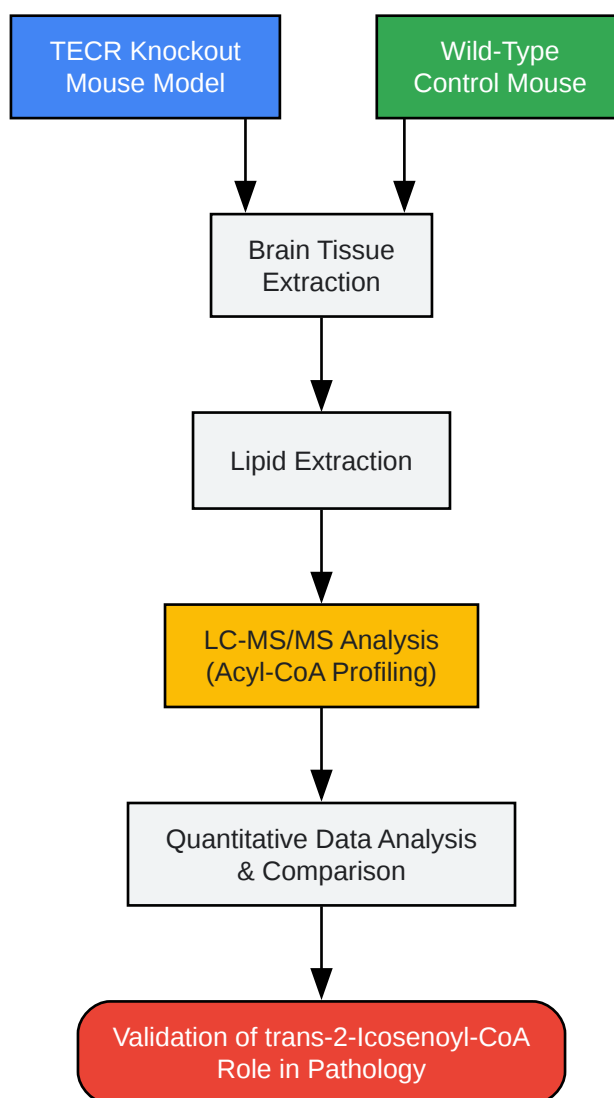 TECR Knockout
Mouse Model
Wild-Type
Control Mouse
Brain Tissue
Extraction
Lipid Extraction
LC-MS/MS Analysis
(Acyl-CoA Profiling)
Quantitative Data Analysis
& Comparison
Validation of trans-2-Icosenoyl-CoA
Role in Pathology